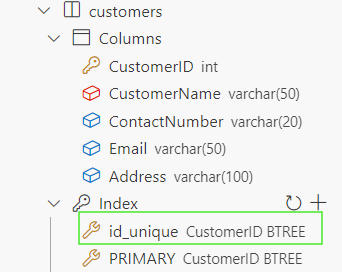 customers
Columns
CustomerID int
CustomerName varchar(50)
ContactNumber varchar(20)
Email varchar(50)
Address varchar(100)
Index
id_unique CustomerID BTREE
PRIMARY CustomerID BTREE